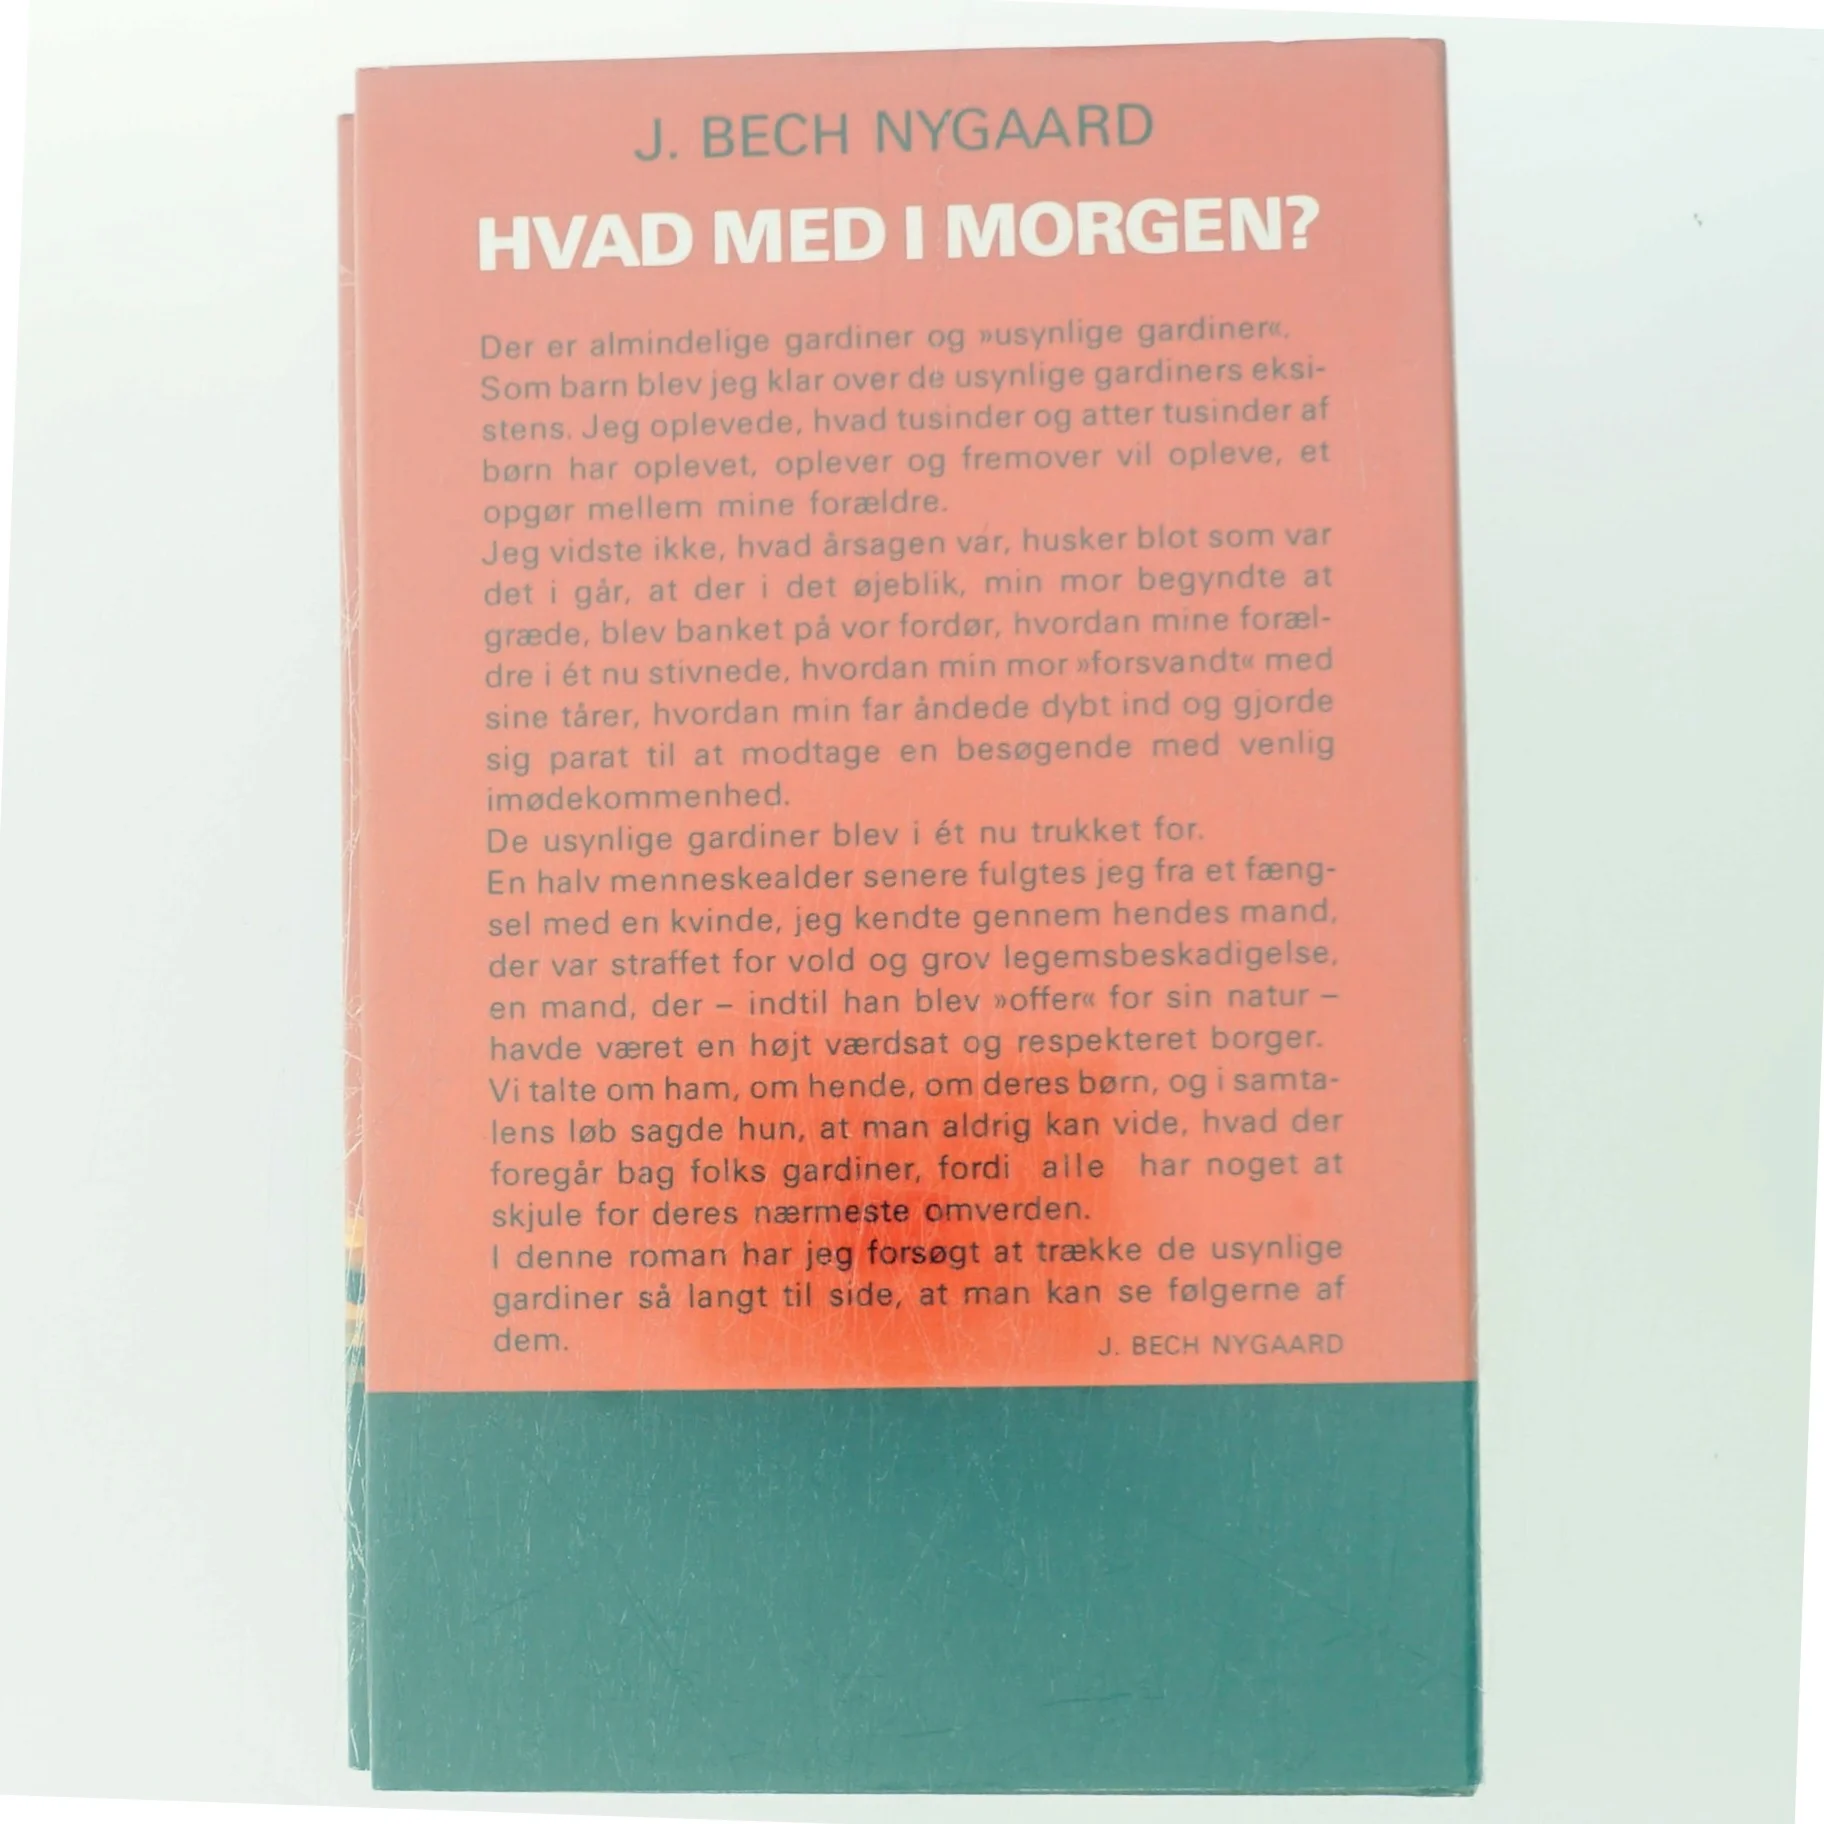 J. BECH NYGAARD
HVAD MED I MORGEN?
Der er almindelige gardiner og »usynlige gardiner«.
Som barn blev jeg klar over de usynlige gardiners eksi-
stens. Jeg oplevede, hvad tusinder og atter tusinder af
børn har oplevet, oplever og fremover vil opleve, et
opgør mellem mine forældre.
Jeg vidste ikke, hvad årsagen var, husker blot som var
det i går, at der i det øjeblik, min mor begyndte at
græde, blev banket på vor fordør, hvordan mine foræl-
dre i ét nu stivnede, hvordan min mor »forsvandt« med
sine tårer, hvordan min far åndede dybt ind og gjorde
sig parat til at modtage en besøgende med venlig
imødekommenhed.
De usynlige gardiner blev i ét nu trukket for.
En halv menneskealder senere fulgtes jeg fra et fæng-
sel med en kvinde, jeg kendte gennem hendes mand,
der var straffet for vold og grov legemsbeskadigelse,
en mand, der – indtil han blev »offer« for sin natur –
havde været en højt værdsat og respekteret borger.
Vi talte om ham, om hende, om deres børn, og i samta-
lens løb sagde hun, at man aldrig kan vide, hvad der
foregår bag folks gardiner, fordi alle har noget at
skjule for deres nærmeste omverden.
I denne roman har jeg forsøgt at trække de usynlige
gardiner så langt til side, at man kan se følgerne af
dem.
J. BECH NYGAARD